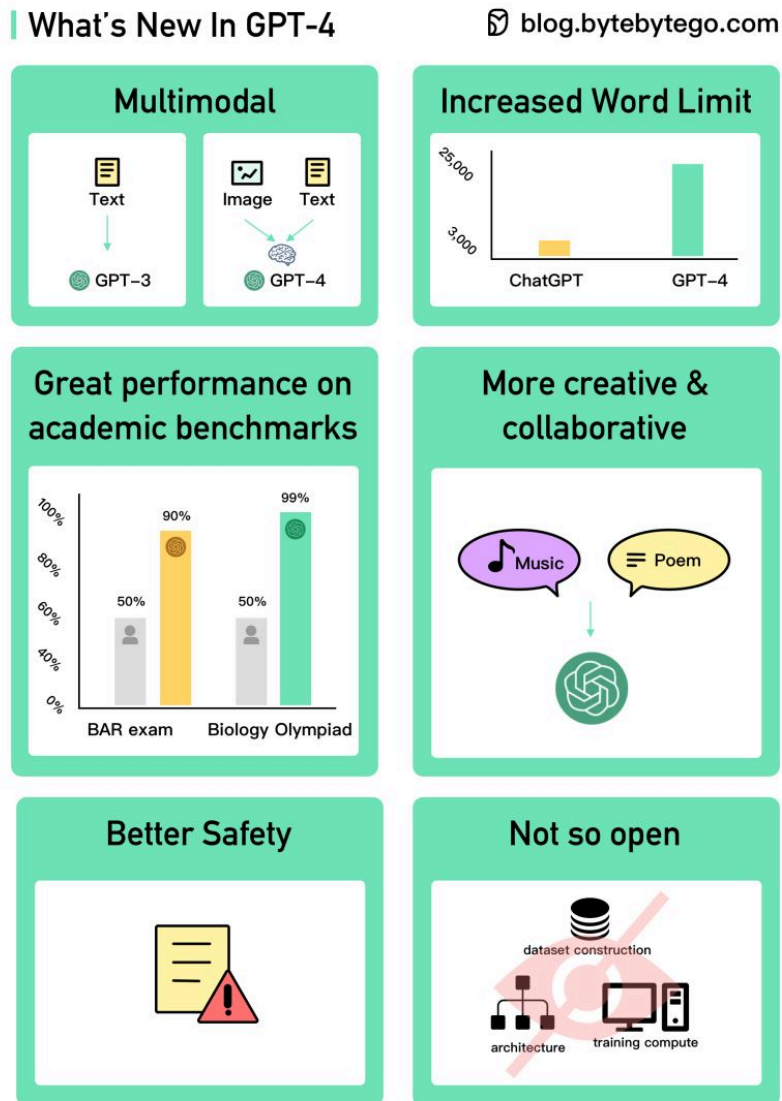 What's New In GPT-4
blog.bytebytego.com
Multimodal
Text
GPT-3
Image
Text
GPT-4
Increased Word Limit
25,000
3,000
ChatGPT
GPT-4
Great performance on
academic benchmarks
100%
80%
60%
40%
0%
50%
90%
50%
99%
BAR exam
Biology Olympiad
More creative &
collaborative
Music
Poem
Better Safety
!
Not so open
dataset construction
architecture
training compute